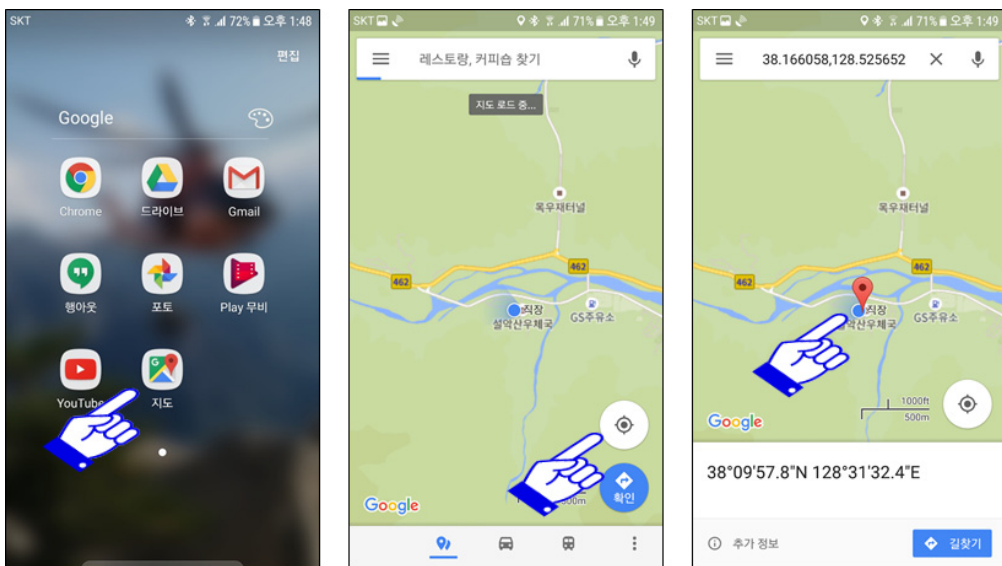 SKT 72% 오후 1:48
편집
Google
Chrome 드라이브 Gmail
행아웃 포토 Play 무비
YouTube 지도
SKT 71% 오후 1:49
레스토랑, 커피숍 찾기
지도 로드 중...
목우재터널
462
462
직장
설악산우체국
GS주유소
확인
Google
SKT 71% 오후 1:49
38.166058,128.525652
목우재터널
462
462
직장
악산우체국
GS주유소
1000ft
500m
Google
38°09'57.8"N 128°31'32.4"E
추가 정보
길찾기